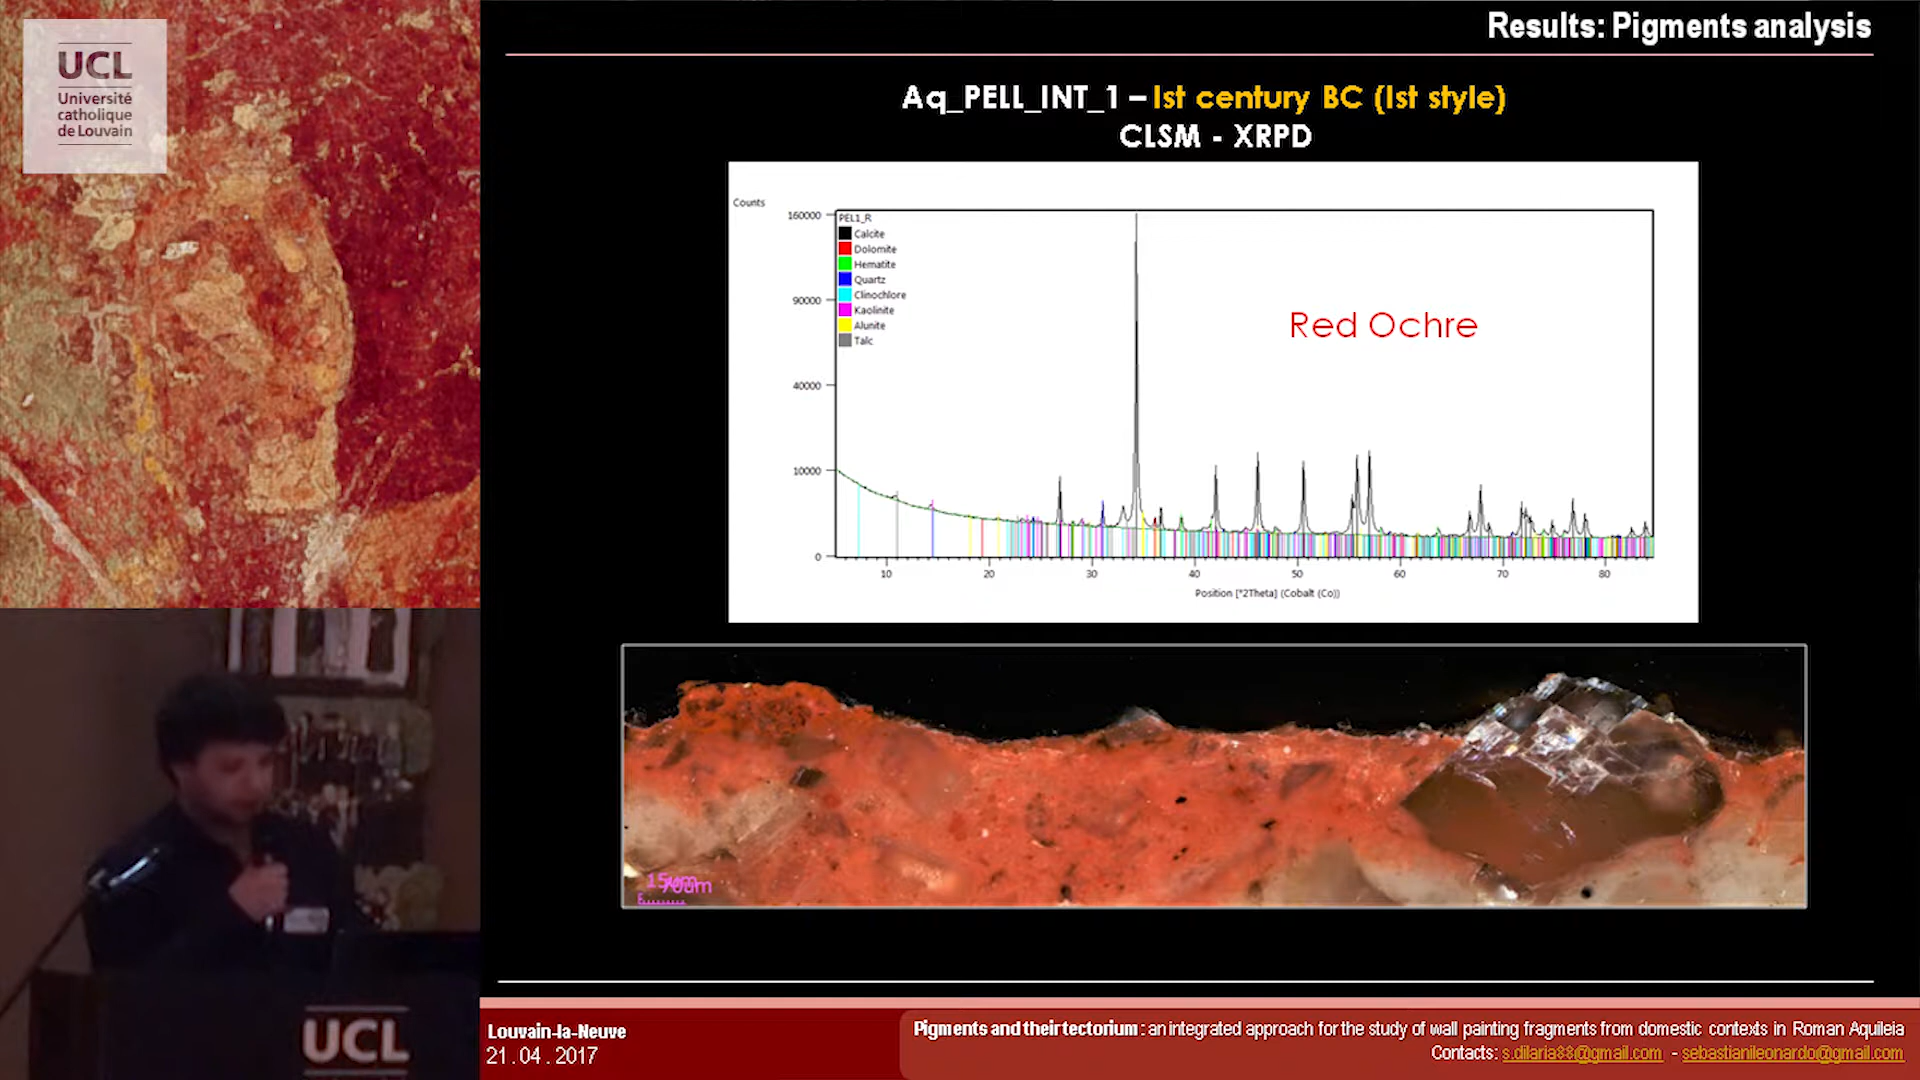 UCL
Université
catholique
de Louvain
Results: Pigments analysis
Aq_PELL_INT_1 – Ist century BC (Ist style)
CLSM - XRPD
Counts
160000
90000
40000
10000
0
PEL1_R
Calcite
Dolomite
Hematite
Quartz
Clinochlore
Kaolinite
Alunite
Talc
Red Ochre
10 20 30 40 50 60 70 80
Position [°2Theta] (Cobalt (Co))
UCL
Louvain-la-Neuve
21.04.2017
Pigments and their tectorium: an integrated approach for the study of wall painting fragments from domestic contexts in Roman Aquileia
Contacts: s.dilaria88@gmail.com - sebastianileonardo@gmail.com